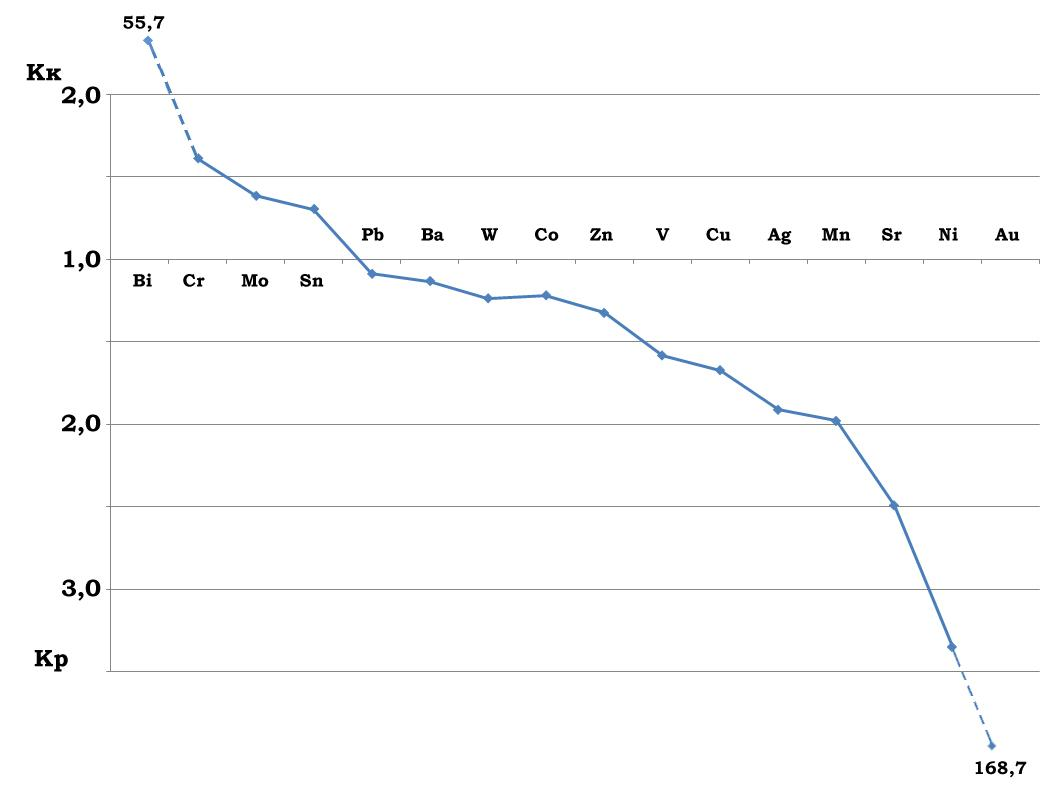 55,7
Кк
2,0
Pb Ba W Co Zn V Cu Ag Mn Sr Ni Au
1,0
Bi Cr Mo Sn
2,0
3,0
Кр
168,7